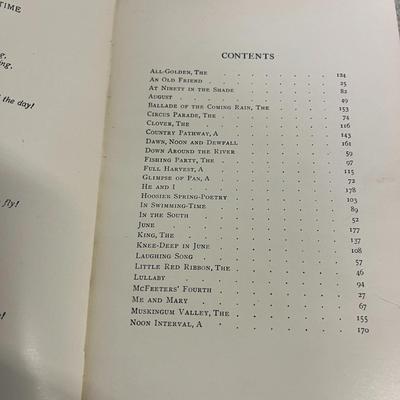 TIME
g,
ing,
the day!
fly!
!
CONTENTS
ALL-GOLDEN, THE . . . . . . 124
AN OLD FRIEND . . . . . . 25
AT NINETY IN THE SHADE . . . . . 82
AUGUST . . . . . . . 49
BALLADE OF THE COMING RAIN, THE . . . 153
CIRCUS PARADE, THE . . . . . 74
CLOVER, THE . . . . . . 116
COUNTRY PATHWAY, A . . . . . 143
DAWN, NOON AND DEWFALL . . . . . 161
DOWN AROUND THE RIVER . . . . . 59
FISHING PARTY, THE . . . . . 97
FULL HARVEST, A . . . . . . 115
GLIMPSE OF PAN, A . . . . . 72
HE AND I . . . . . . . 178
HOOSIER SPRING-POETRY . . . . . 103
IN SWIMMING-TIME . . . . . . 89
IN THE SOUTH . . . . . . 52
JUNE . . . . . . . 177
KING, THE . . . . . . . 137
KNEE-DEEP IN JUNE . . . . . . 108
LAUGHING SONG . . . . . . 57
LITTLE RED RIBBON, THE . . . . . 46
LULLABY . . . . . . . 94
MCFEETERS' FOURTH . . . . . . 27
ME AND MARY . . . . . . 67
MUSKINGUM VALLEY, THE . . . . . 155
NOON INTERVAL, A . . . . . . 170